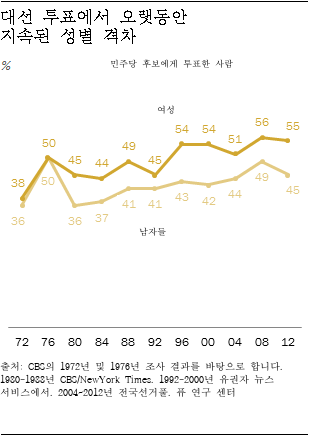 대선 투표에서 오랫동안
지속된 성별 격차
%
민주당 후보에게 투표한 사람
여성
38 50 45 44 49 45 54 54 51 56 55
36 50 36 37 41 41 43 42 44 49 45
남자들
72 76 80 84 88 92 96 00 04 08 12
출처: CBS의 1972년 및 1976년 조사 결과를 바탕으로 합니다.
1980-1988년 CBS/NewYork Times. 1992-2000년 유권자 뉴스
서비스에서. 2004-2012년 전국선거풀. 퓨 연구 센터